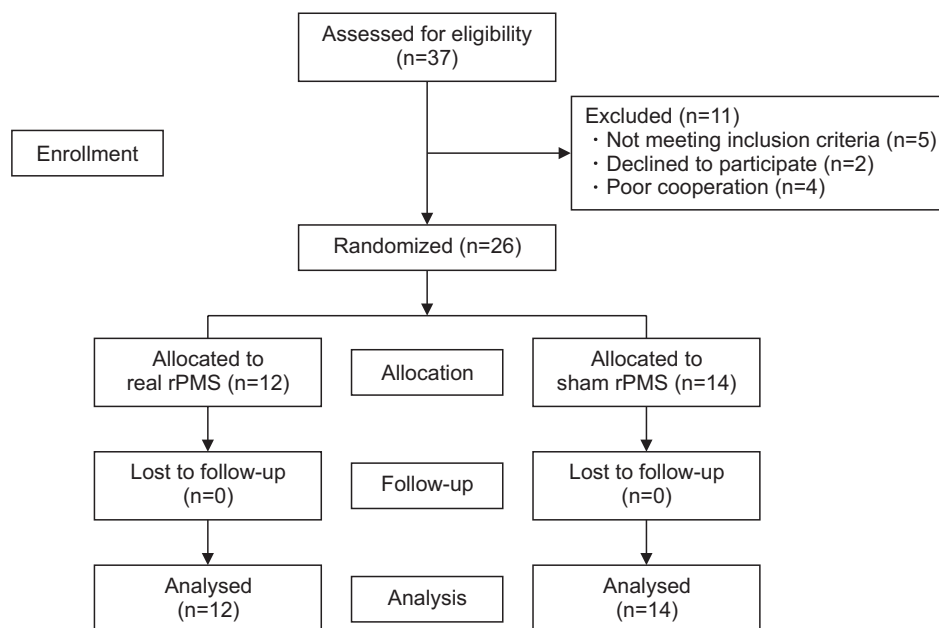 Assessed for eligibility
(n=37)
Enrollment
Excluded (n=11)
· Not meeting inclusion criteria (n=5)
· Declined to participate (n=2)
· Poor cooperation (n=4)
Randomized (n=26)
Allocated to
real rPMS (n=12)
Allocation
Allocated to
sham rPMS (n=14)
Lost to follow-up
(n=0)
Follow-up
Lost to follow-up
(n=0)
Analysed
(n=12)
Analysis
Analysed
(n=14)